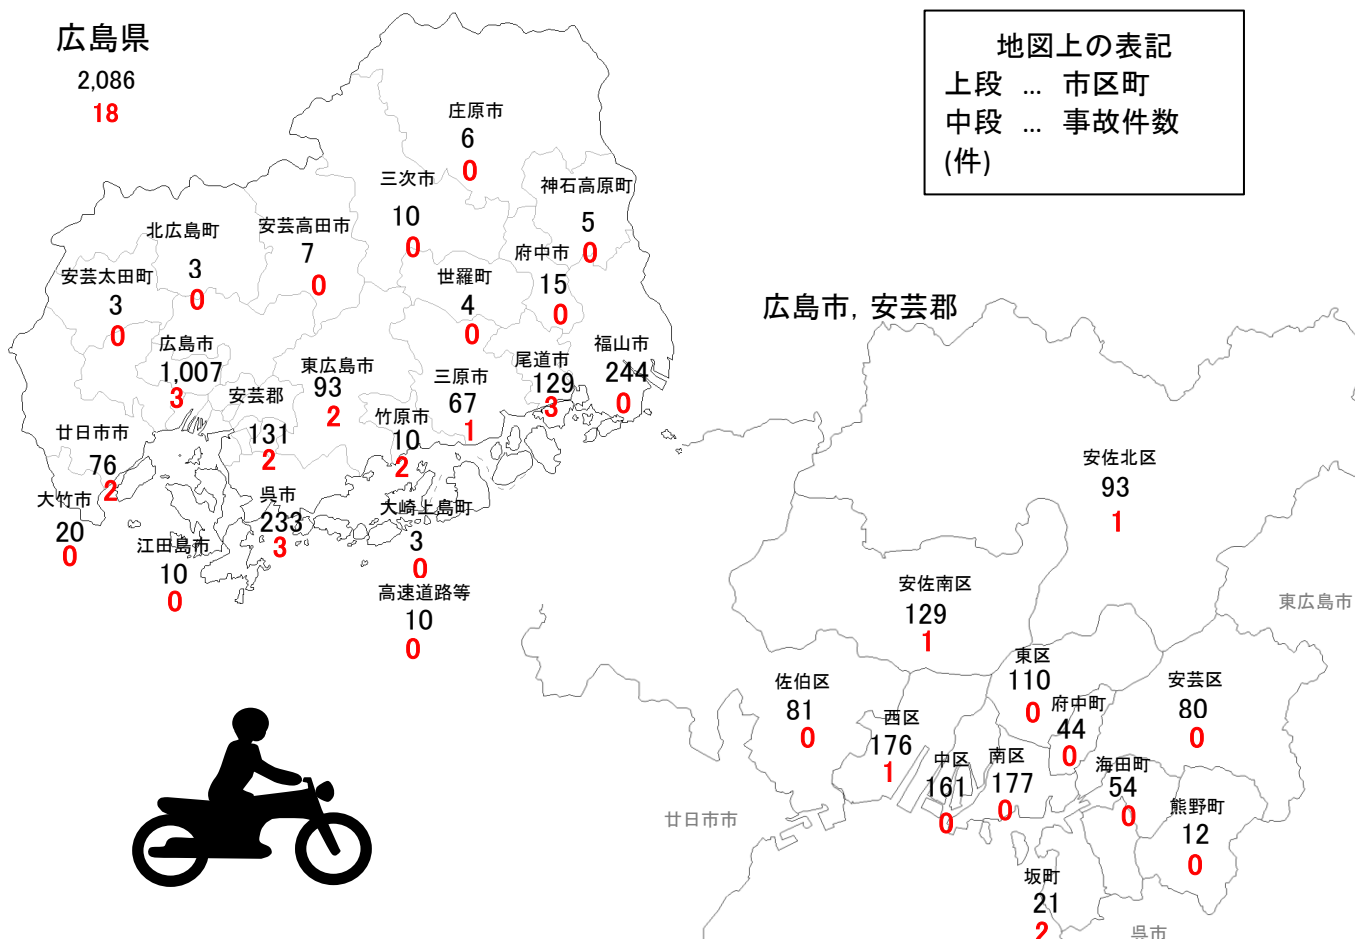 広島県
2,086
18
地図上の表記
上段 … 市区町
中段 … 事故件数
(件)
庄原市
6
0
三次市
10
0
神石高原町
5
0
北広島町
3
0
安芸高田市
7
0
府中市
15
0
安芸太田町
3
0
世羅町
4
0
広島市
1,007
3
東広島市
93
2
三原市
67
1
尾道市
129
3
福山市
244
0
安芸郡
131
2
竹原市
10
2
廿日市市
76
2
大竹市
20
0
呉市
233
3
大崎上島町
3
0
江田島市
10
0
高速道路等
10
0
広島市, 安芸郡
安佐北区
93
1
安佐南区
129
1
東広島市
東区
110
0
佐伯区
81
0
安芸区
80
0
府中町
44
0
西区
176
1
中区
161
0
南区
177
0
海田町
54
0
熊野町
12
0
廿日市市
坂町
21
2
呉市